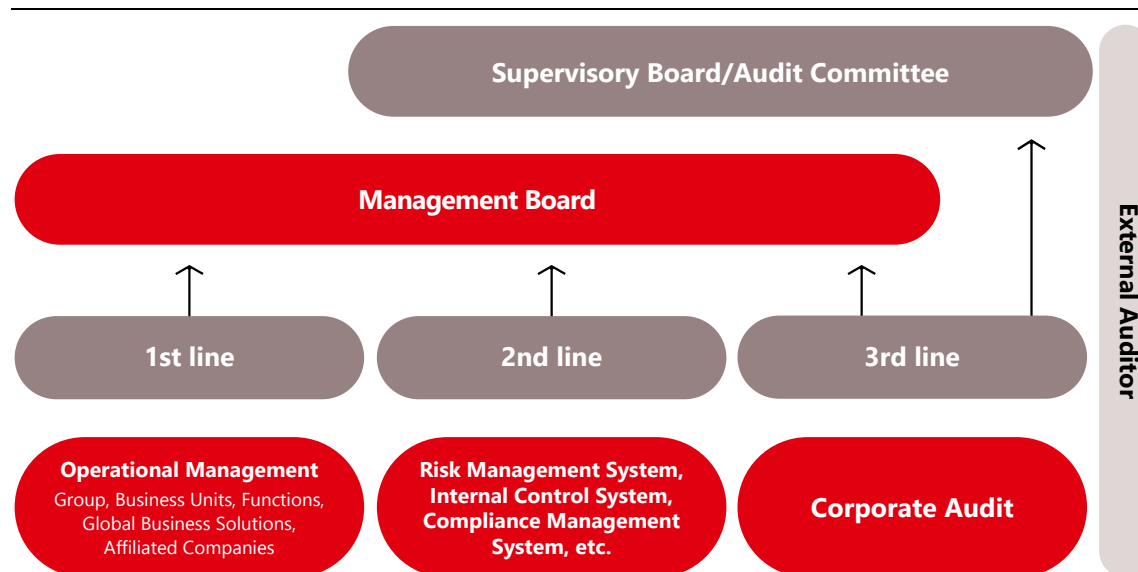 Supervisory Board/Audit Committee
Management Board
1st line
2nd line
3rd line
Operational Management
Group, Business Units, Functions,
Global Business Solutions,
Affiliated Companies
Risk Management System,
Internal Control System,
Compliance Management
System, etc.
Corporate Audit
External Auditor